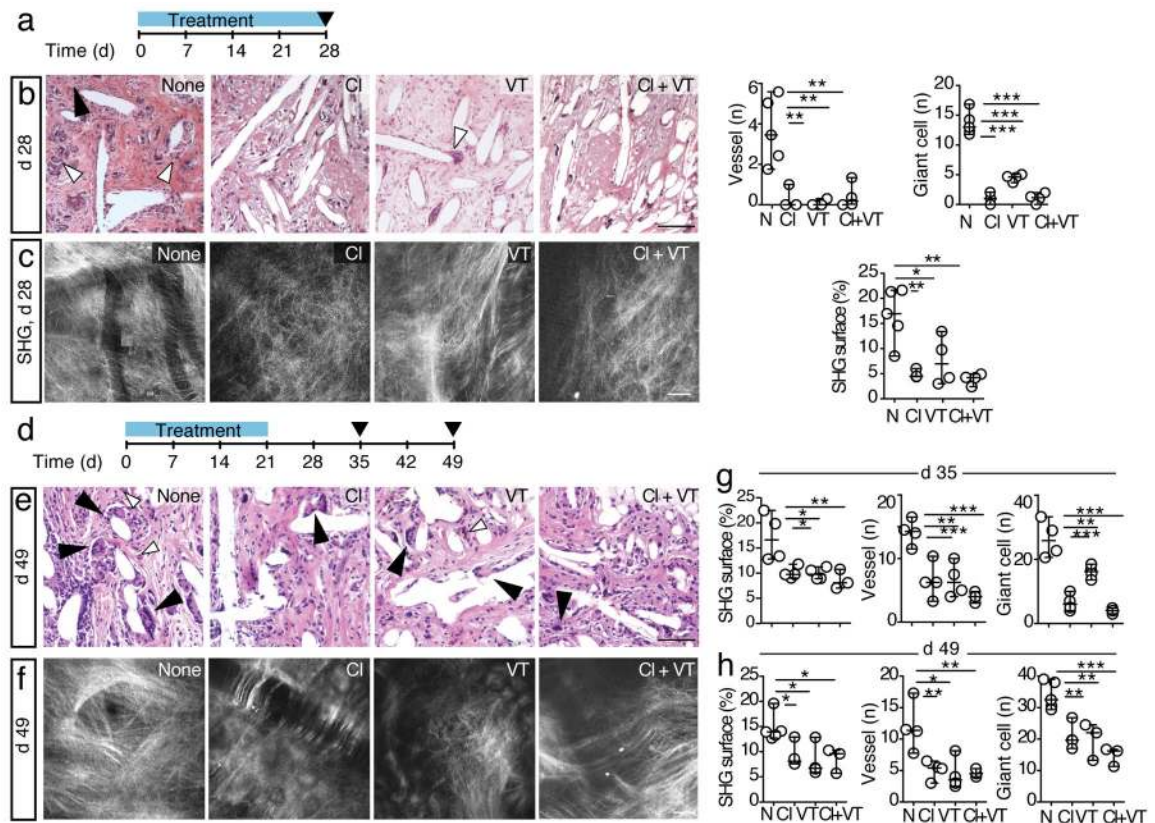 a
Treatment
Time (d) 0 7 14 21 28
b
d 28
None
Cl
VT
Cl + VT
Vessel (n)
6
4
2
0
**
**
**
N Cl VT Cl+VT
Giant cell (n)
20
15
10
5
0
***
***
***
N Cl VT Cl+VT
c
SHG, d 28
None
Cl
VT
Cl + VT
SHG surface (%)
25
20
15
10
5
0
**
*
**
N Cl VT Cl+VT
d
Treatment
Time (d) 0 7 14 21 28 35 42 49
e
d 49
None
Cl
VT
Cl + VT
g
d 35
SHG surface (%)
25
20
15
10
5
0
**
*
*
Vessel (n)
20
10
0
***
**
***
Giant cell (n)
40
20
0
***
**
***
f
d 49
None
Cl
VT
Cl + VT
h
d 49
SHG surface (%)
25
20
15
10
5
0
*
*
*
N Cl VT Cl+VT
Vessel (n)
20
15
10
5
0
**
*
**
N Cl VT Cl+VT
Giant cell (n)
40
30
20
10
0
***
**
**
N Cl VT Cl+VT